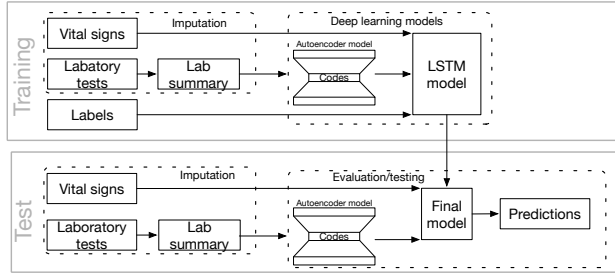 Training
Imputation
Deep learning models
Vital signs
Autoencoder model
Labatory
tests
Lab
summary
Codes
LSTM
model
Labels
Test
Imputation
Evaluation/testing
Vital signs
Autoencoder model
Final
model
Predictions
Laboratory
tests
Lab
summary
Codes